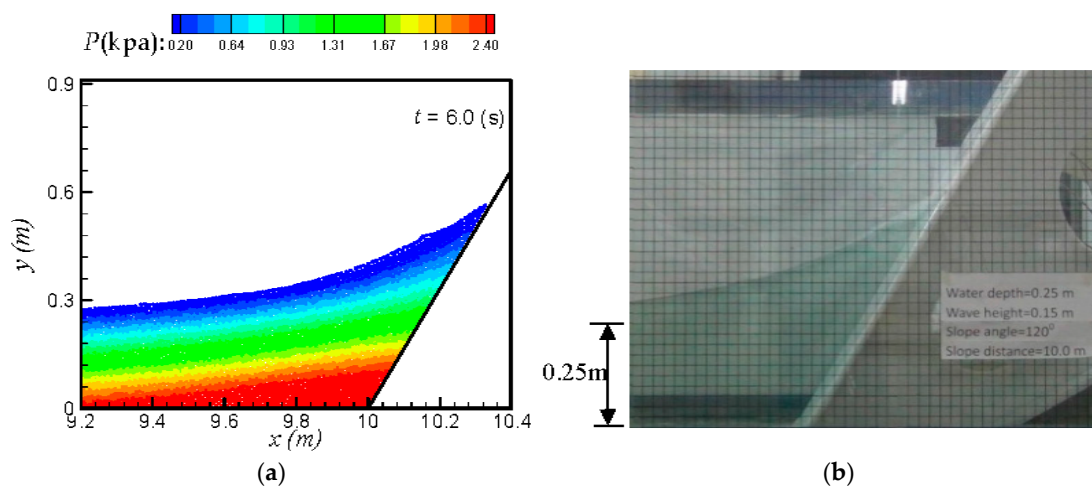 P(kpa): 0.20 0.64 0.93 1.31 1.67 1.98 2.40
t = 6.0 (s)
y (m)
0.9
0.6
0.3
0
9.2 9.4 9.6 9.8 10 10.2 10.4
x (m)
(a)
Water depth=0.25 m
Wave height=0.15 m
Slope angle=120⁰
Slope distance=10.0 m
0.25m
(b)